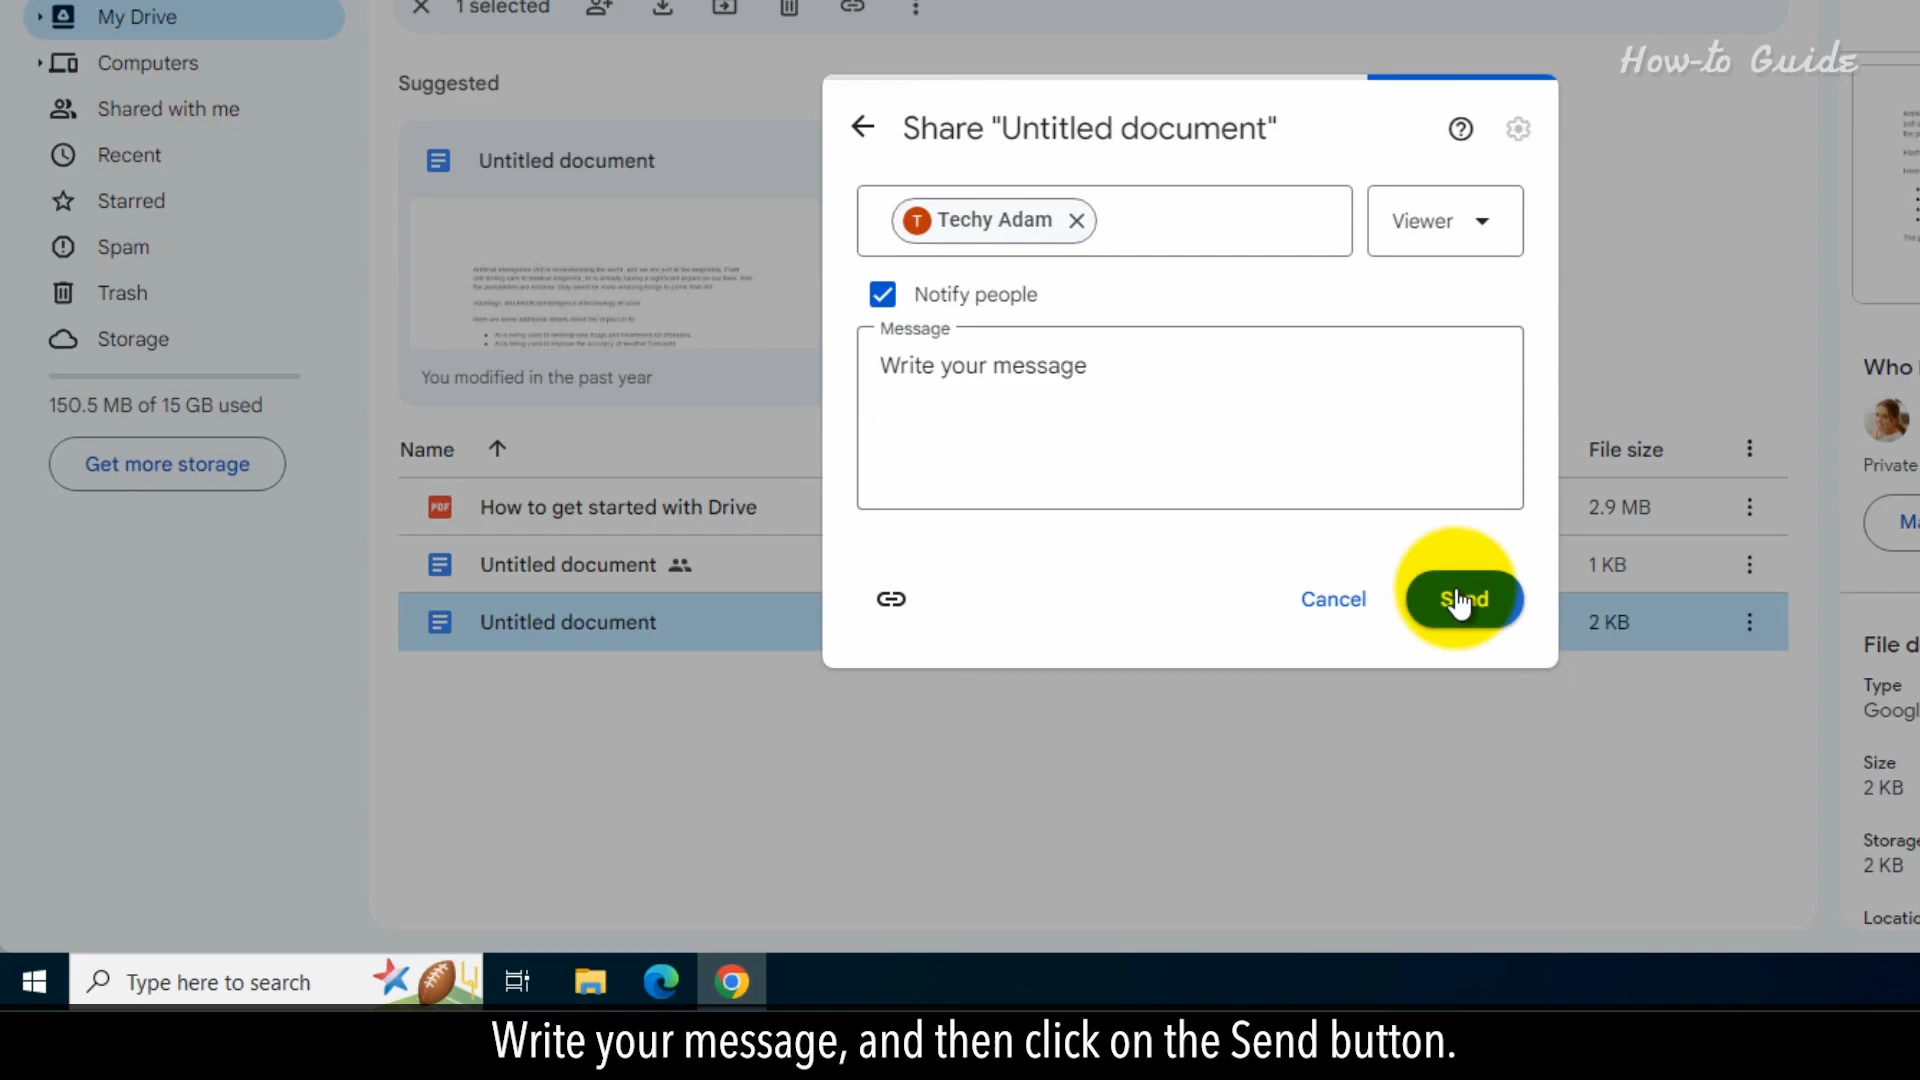 My Drive
1 selected
How-to Guide
Computers
Suggested
Shared with me
Share "Untitled document"
Recent
Untitled document
Starred
T Techy Adam
Viewer
Spam
Notify people
Trash
Message
Storage
Write your message
You modified in the past year
Who
150.5 MB of 15 GB used
Name
File size
Get more storage
Private
PDF How to get started with Drive
2.9 MB
Untitled document
1 KB
Cancel
Send
Untitled document
2 KB
File d
Type
Googl
Size
2 KB
Storage
2 KB
Locatio
Type here to search
Write your message, and then click on the Send button.